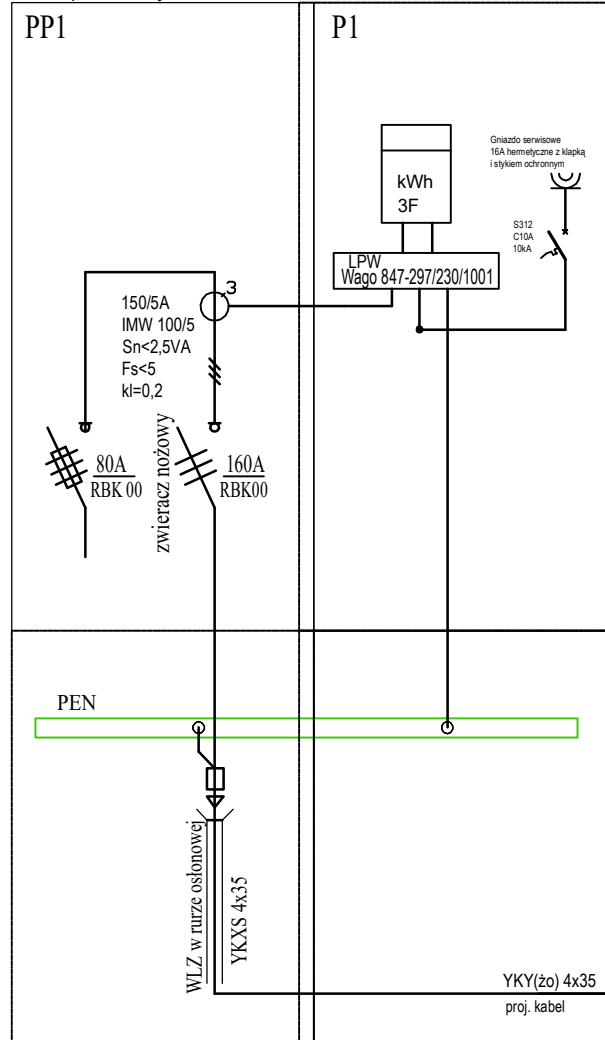 PP1
P1
Gniazdo serwisowe
16A hermetyczne z klapką
i stykiem ochronnym
kWh
3F
S312
C10A
10kA
LPW
Wago 847-297/230/1001
3
150/5A
IMW 100/5
Sn<2,5VA
Fs<5
kl=0,2
80A
RBK 00
zwieracz nożowy
160A
RBK00
PEN
WLZ w rurze osłonowej
YKXS 4x35
YKY(żo) 4x35
proj. kabel